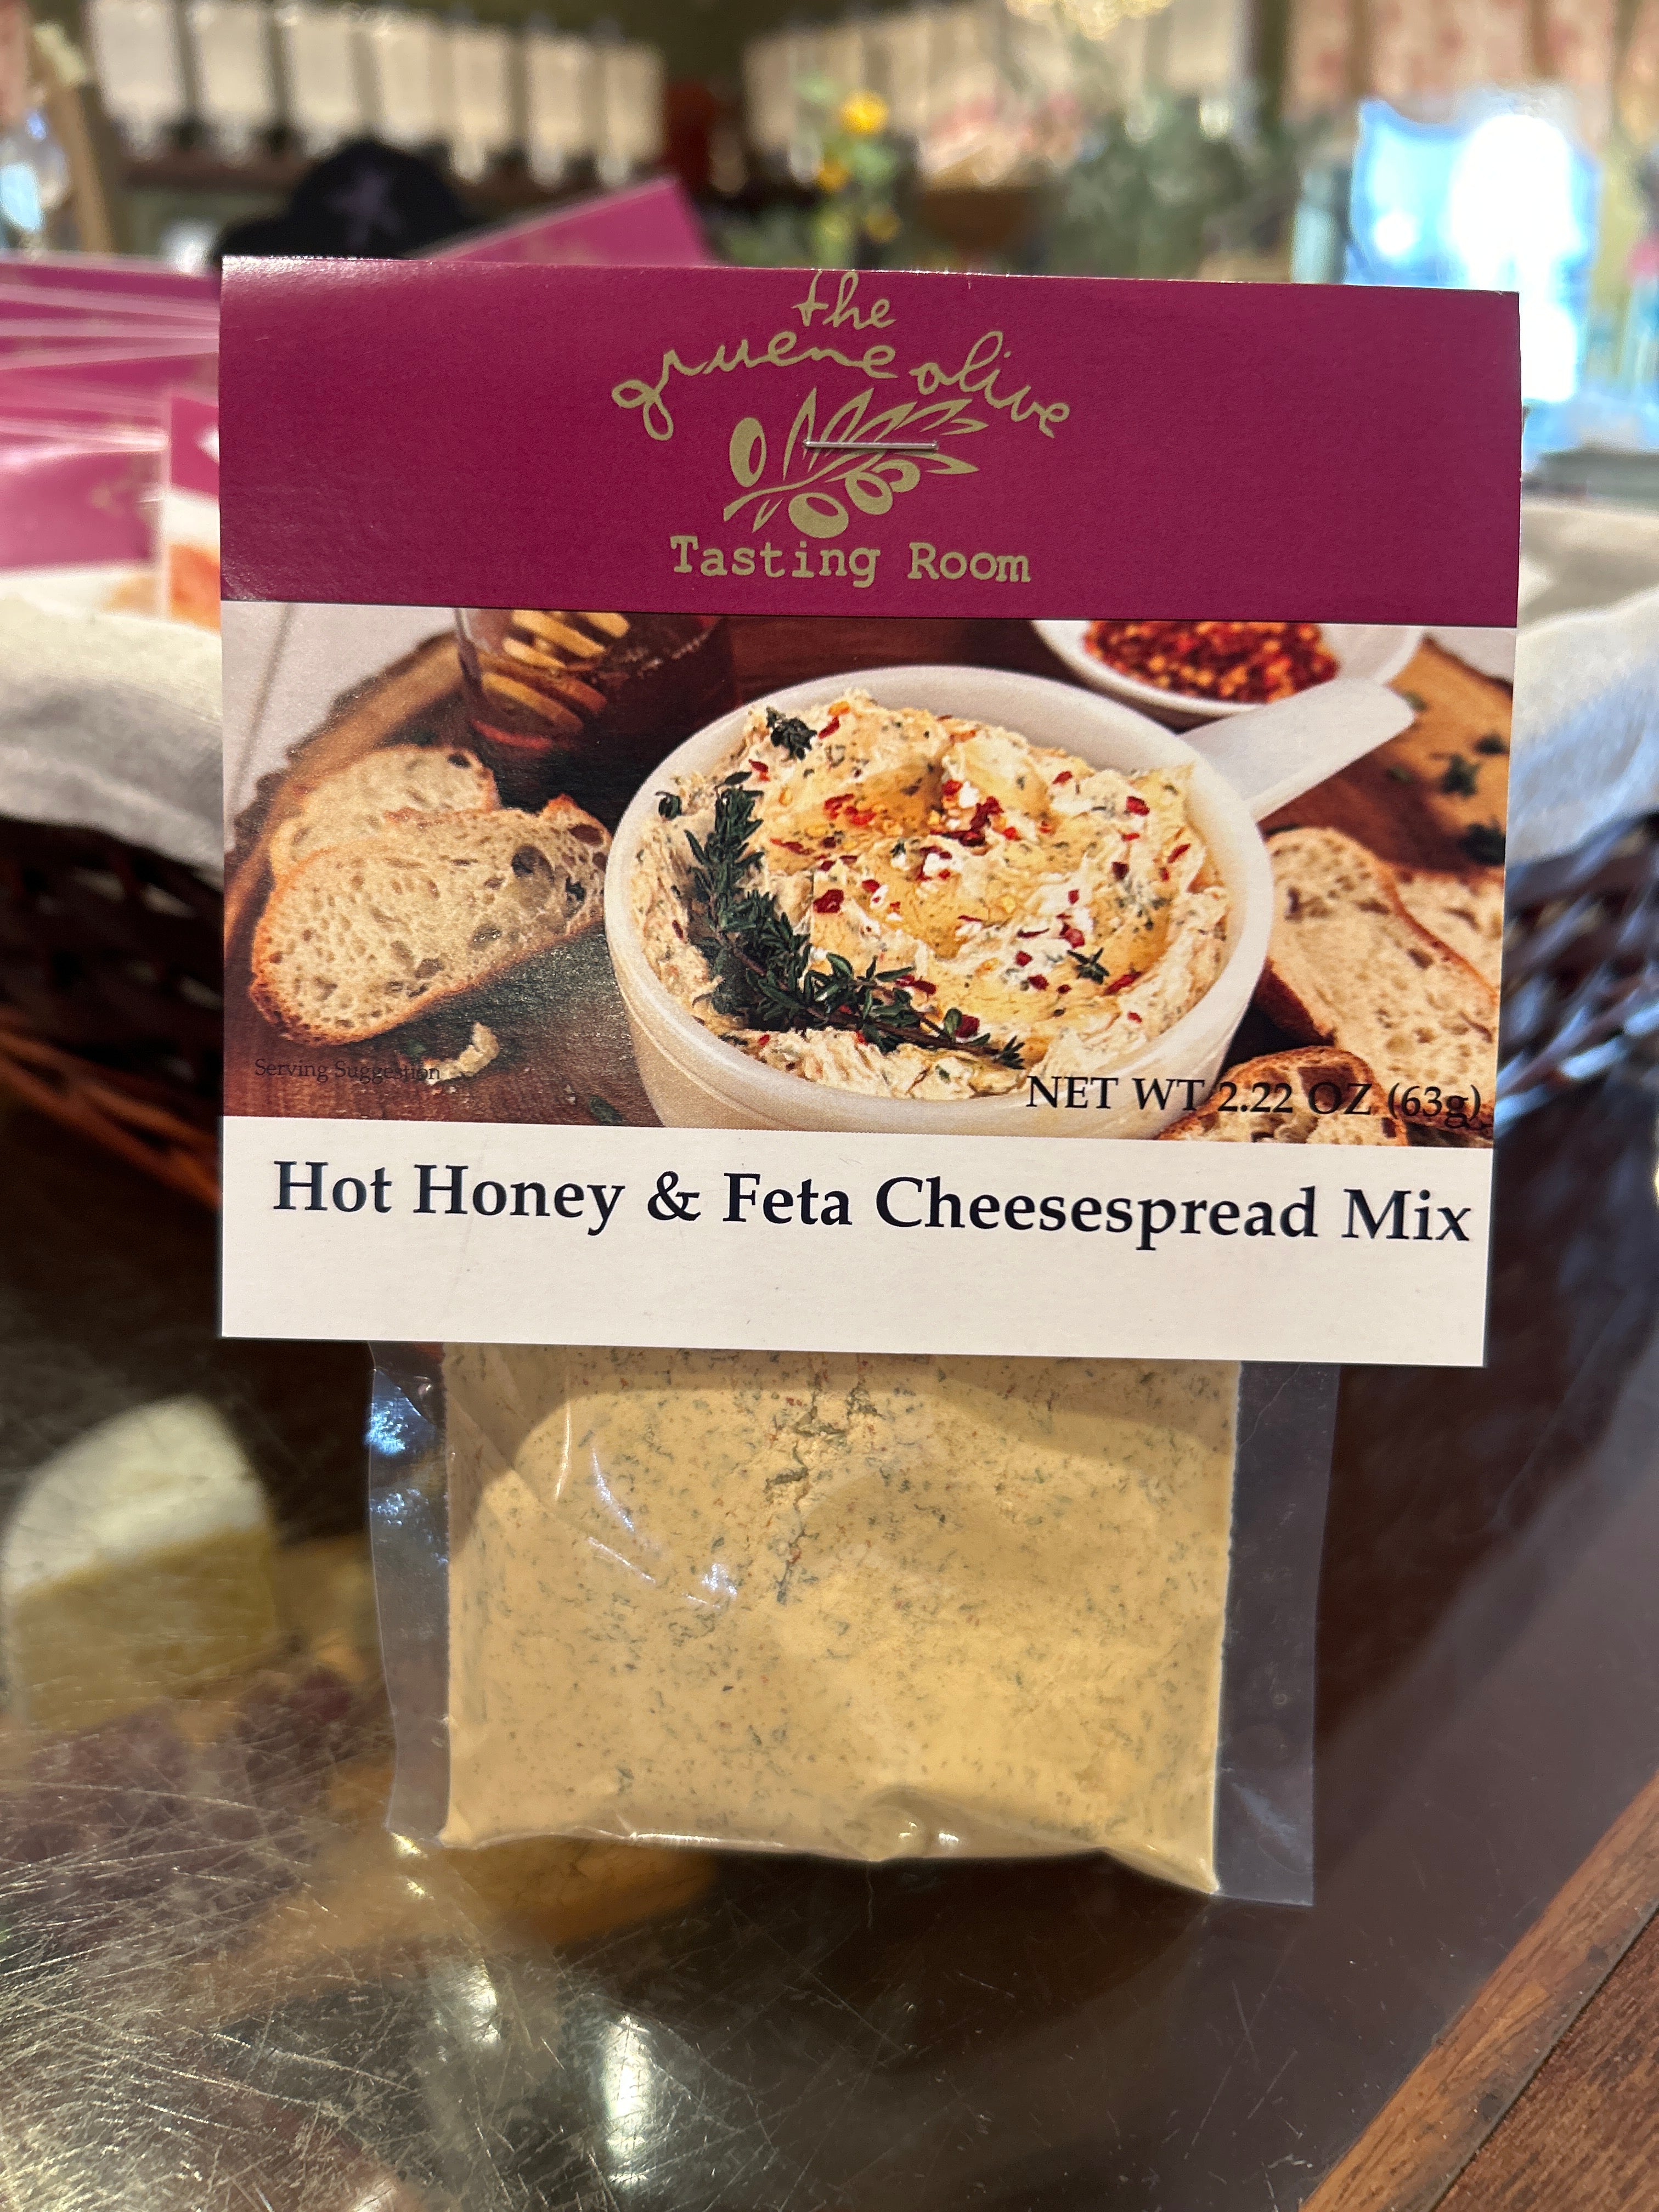 the
gruene olive
Tasting Room
Serving Suggestion
NET WT 2.22 OZ (63g)
Hot Honey & Feta Cheesespread Mix